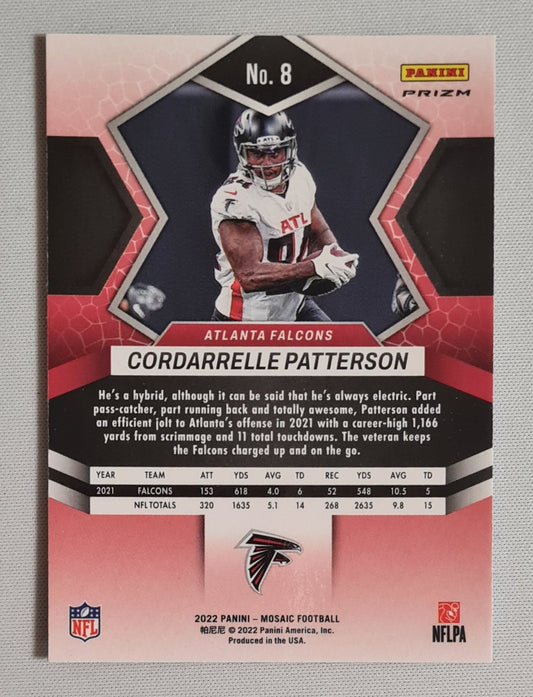 No. 8
PANINI
PRIZM
ATL
84
ATLANTA FALCONS
CORDARRELLE PATTERSON
He's a hybrid, although it can be said that he's always electric. Part
pass-catcher, part running back and totally awesome, Patterson added
an efficient jolt to Atlanta's offense in 2021 with a career-high 1,166
yards from scrimmage and 11 total touchdowns. The veteran keeps
the Falcons charged up and on the go.
YEAR TEAM ATT YDS AVG TD REC YDS AVG TD
2021 FALCONS 153 618 4.0 6 52 548 10.5 5
NFL TOTALS 320 1635 5.1 14 268 2635 9.8 15
NFL
2022 PANINI – MOSAIC FOOTBALL
帕尼尼 © 2022 Panini America, Inc.
Produced in the USA.
NFLPA